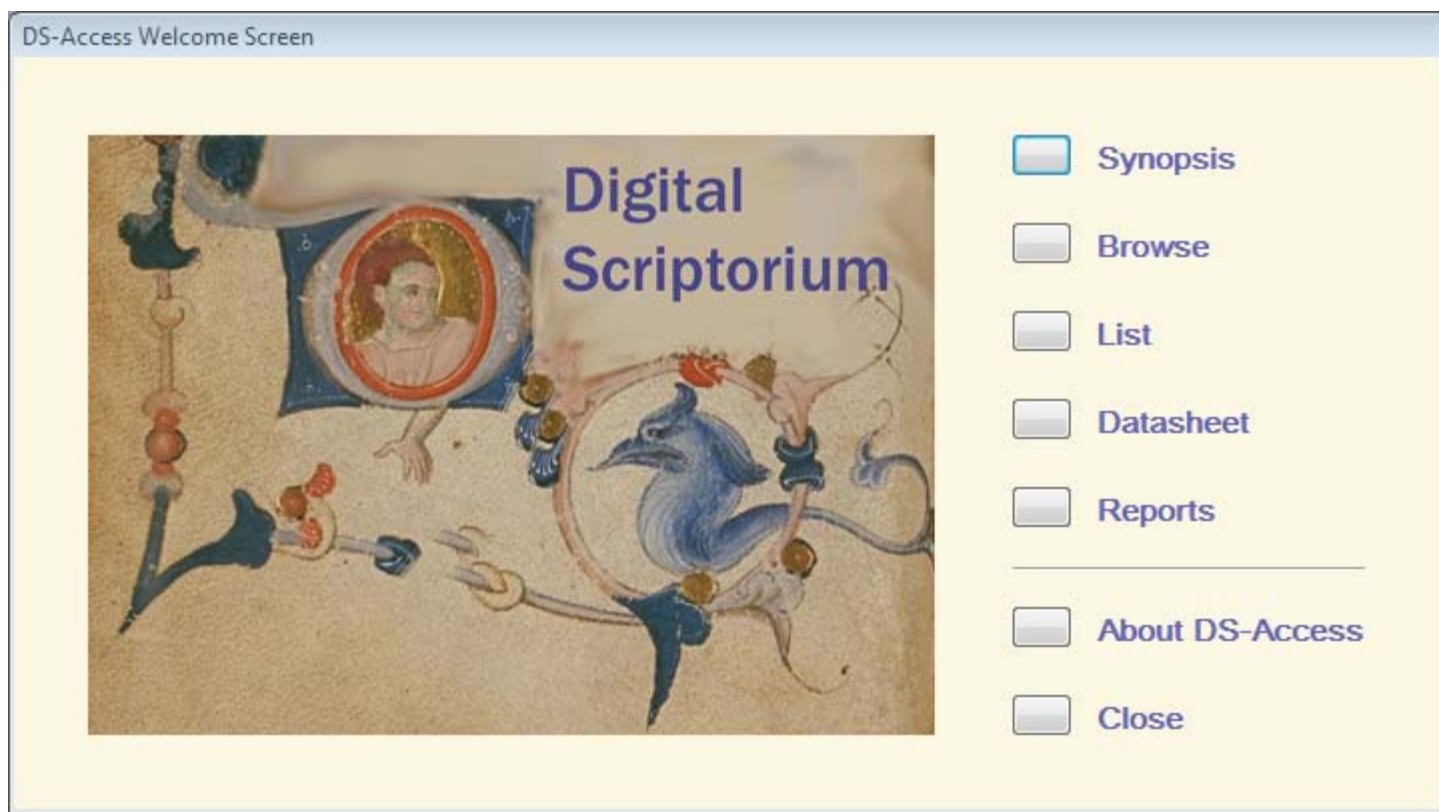 DS-Access Welcome Screen
Digital
Scriptorium
Synopsis
Browse
List
Datasheet
Reports
About DS-Access
Close